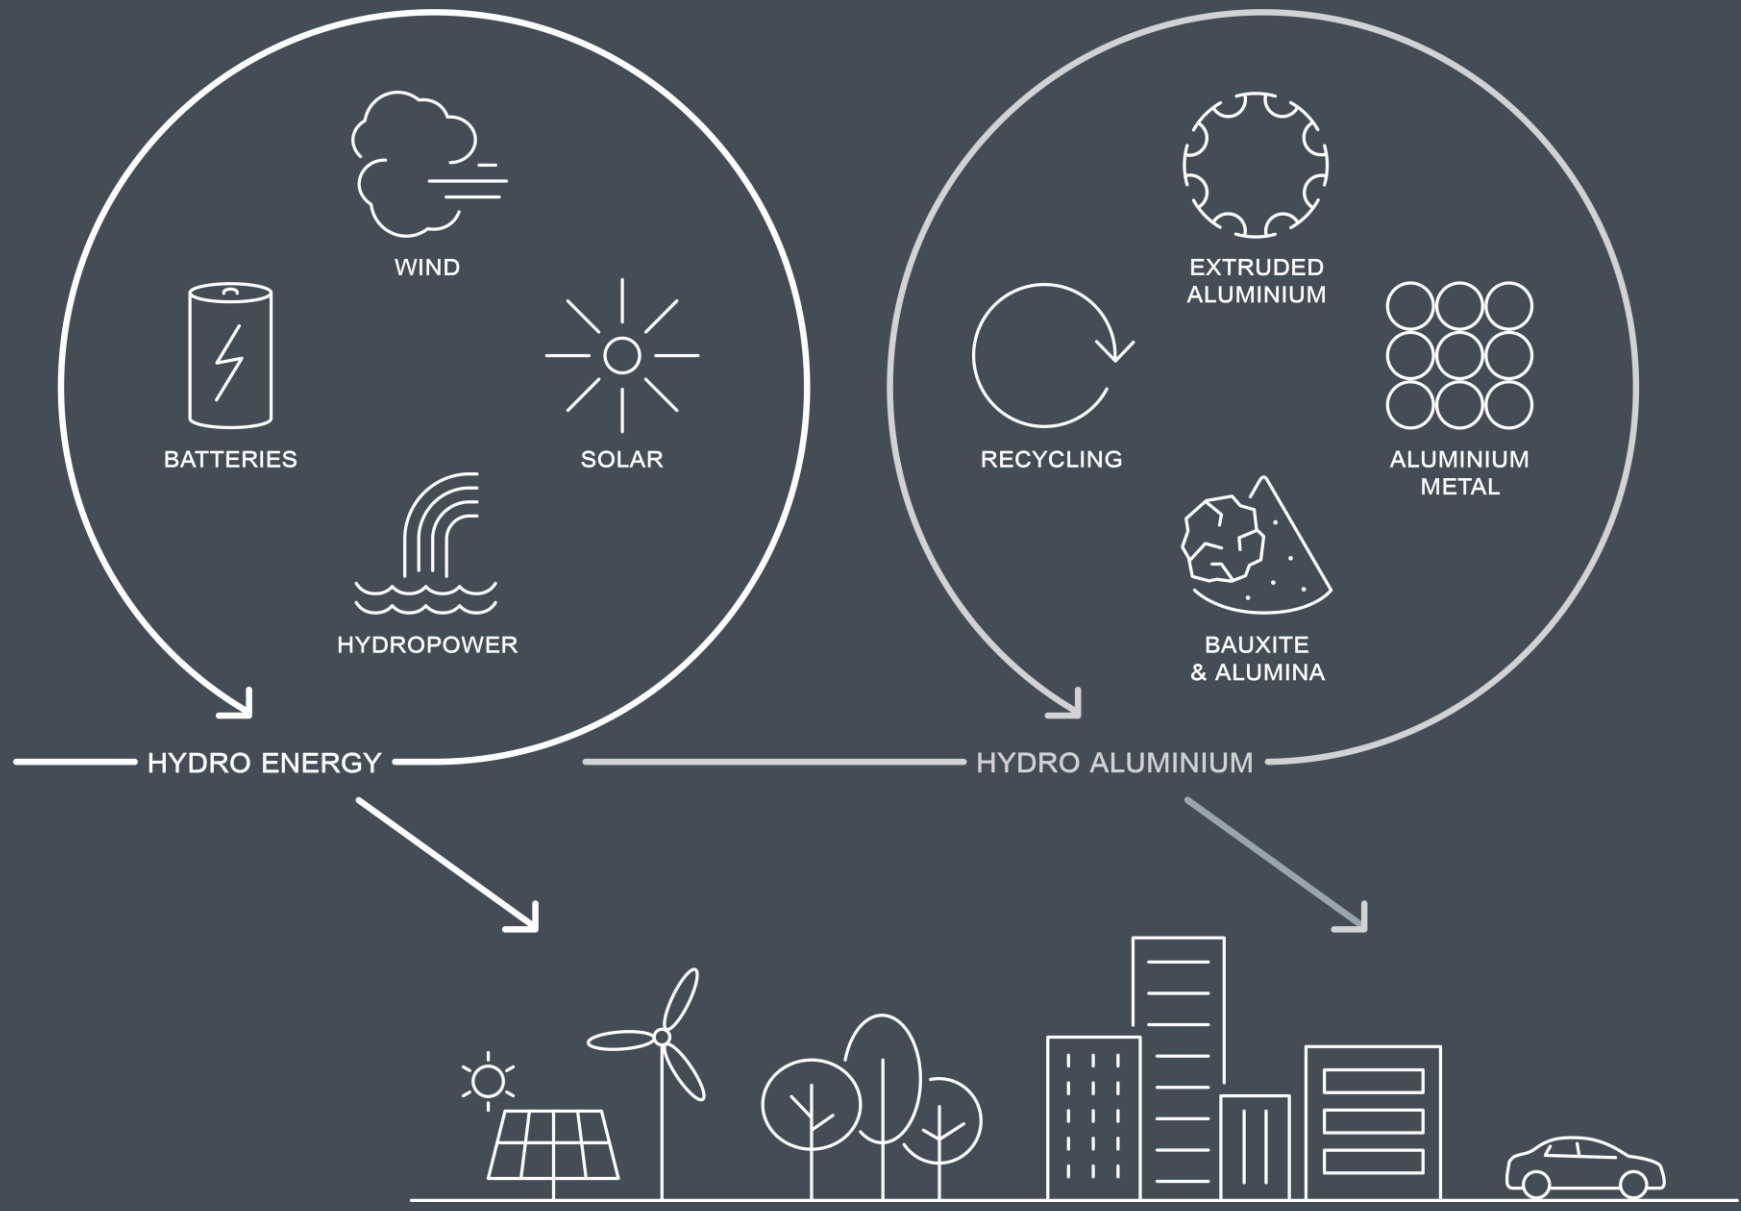 WIND
BATTERIES
SOLAR
HYDROPOWER
HYDRO ENERGY
EXTRUDED
ALUMINIUM
RECYCLING
ALUMINIUM
METAL
BAUXITE
& ALUMINA
HYDRO ALUMINIUM